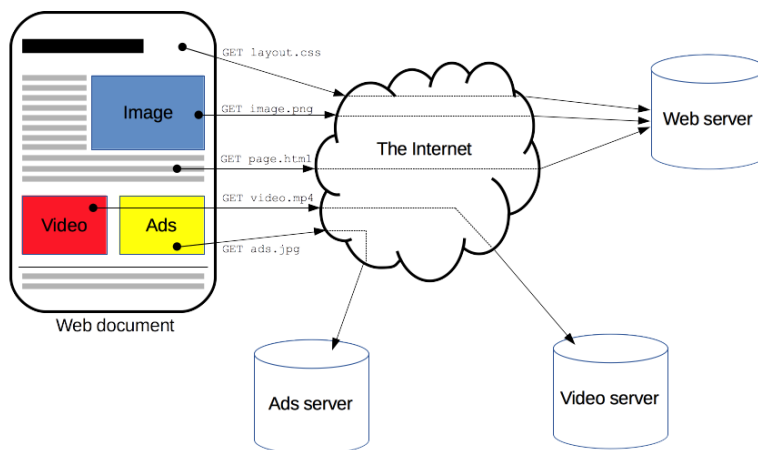 GET layout.css
Image
GET image.png
Web server
The Internet
GET page.html
GET video.mp4
Video
Ads
GET ads.jpg
Web document
Ads server
Video server